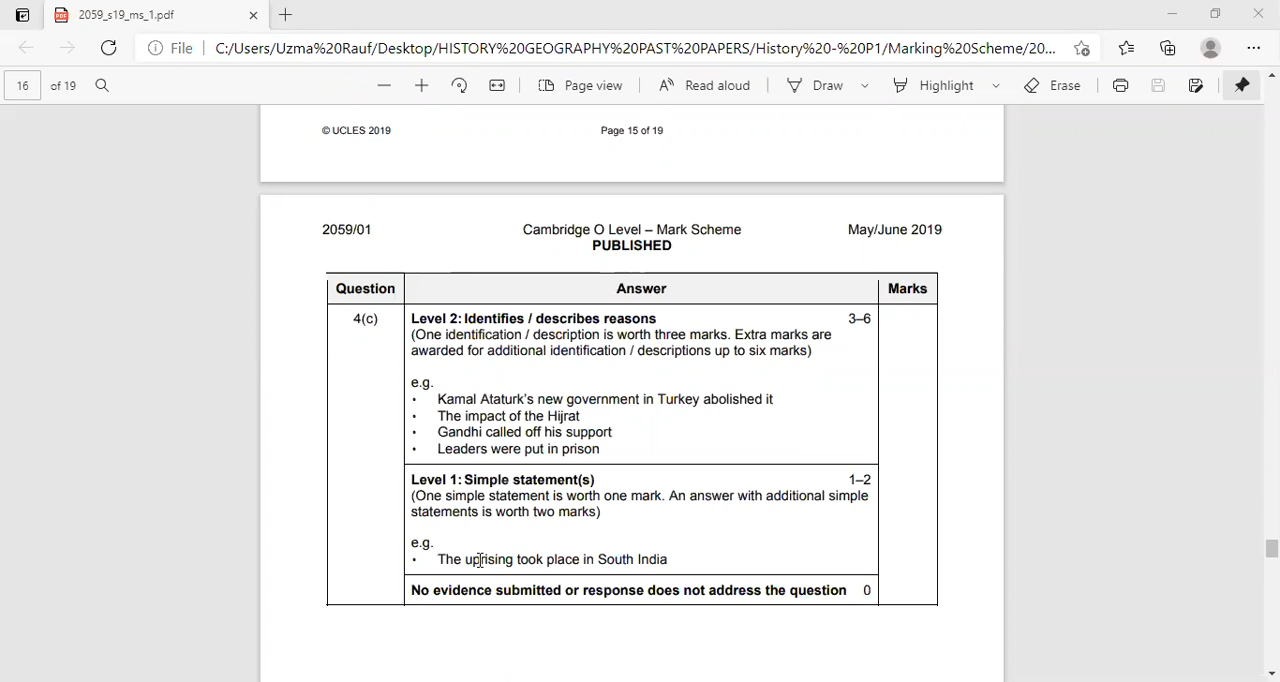 2059_s19_ms_1.pdf
File C:/Users/Uzma%20Rauf/Desktop/HISTORY%20GEOGRAPHY%20PAST%20PAPERS/History%20-%20P1/Marking%20Scheme/20...
16 of 19 Page view Read aloud Draw Highlight Erase
© UCLES 2019 Page 15 of 19
2059/01 Cambridge O Level – Mark Scheme May/June 2019
PUBLISHED
Question Answer Marks
4(c) Level 2: Identifies / describes reasons 3–6
(One identification / description is worth three marks. Extra marks are
awarded for additional identification / descriptions up to six marks)
e.g.
• Kamal Ataturk's new government in Turkey abolished it
• The impact of the Hijrat
• Gandhi called off his support
• Leaders were put in prison
Level 1: Simple statement(s) 1–2
(One simple statement is worth one mark. An answer with additional simple
statements is worth two marks)
e.g.
• The uprising took place in South India
No evidence submitted or response does not address the question 0